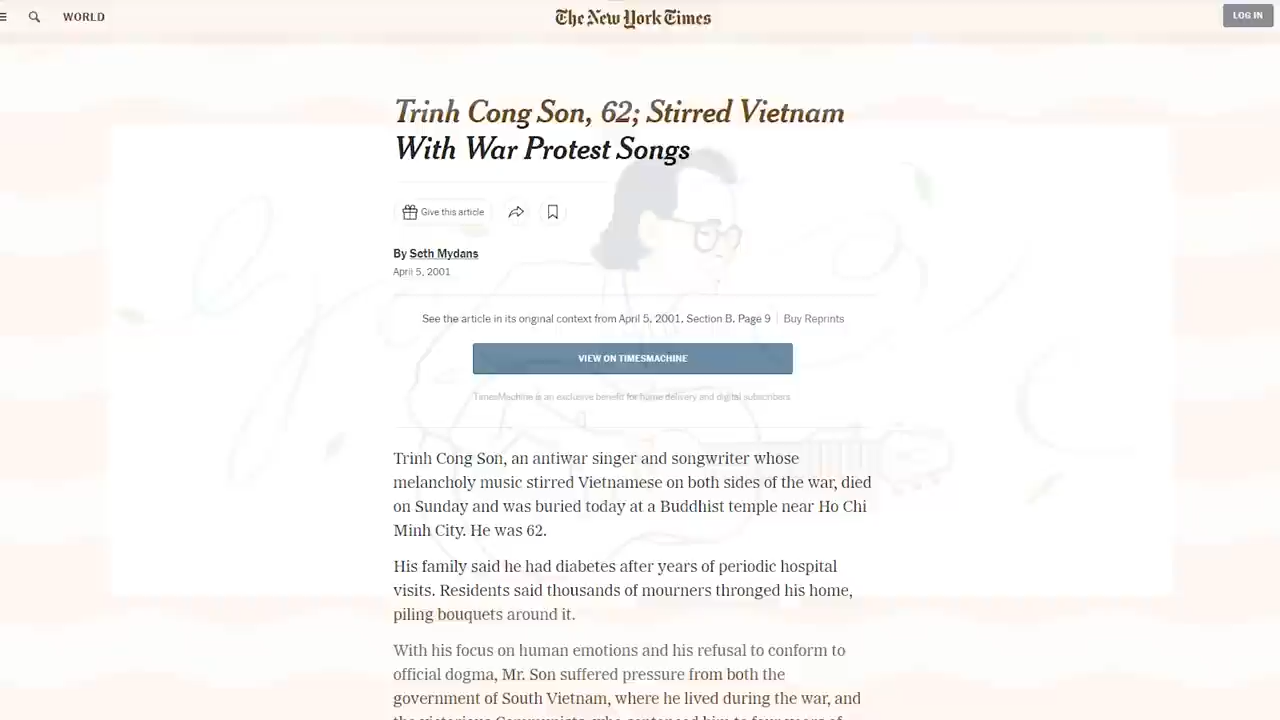 WORLD
The New York Times
LOG IN
Trinh Cong Son, 62; Stirred Vietnam
With War Protest Songs
Give this article
By Seth Mydans
April 5, 2001
See the article in its original context from April 5, 2001, Section B, Page 9 | Buy Reprints
VIEW ON TIMESMACHINE
TimesMachine is an exclusive benefit for home delivery and digital subscribers
Trinh Cong Son, an antiwar singer and songwriter whose
melancholy music stirred Vietnamese on both sides of the war, died
on Sunday and was buried today at a Buddhist temple near Ho Chi
Minh City. He was 62.
His family said he had diabetes after years of periodic hospital
visits. Residents said thousands of mourners thronged his home,
piling bouquets around it.
With his focus on human emotions and his refusal to conform to
official dogma, Mr. Son suffered pressure from both the
government of South Vietnam, where he lived during the war, and
the victorious Communists, who sentenced him to four years of